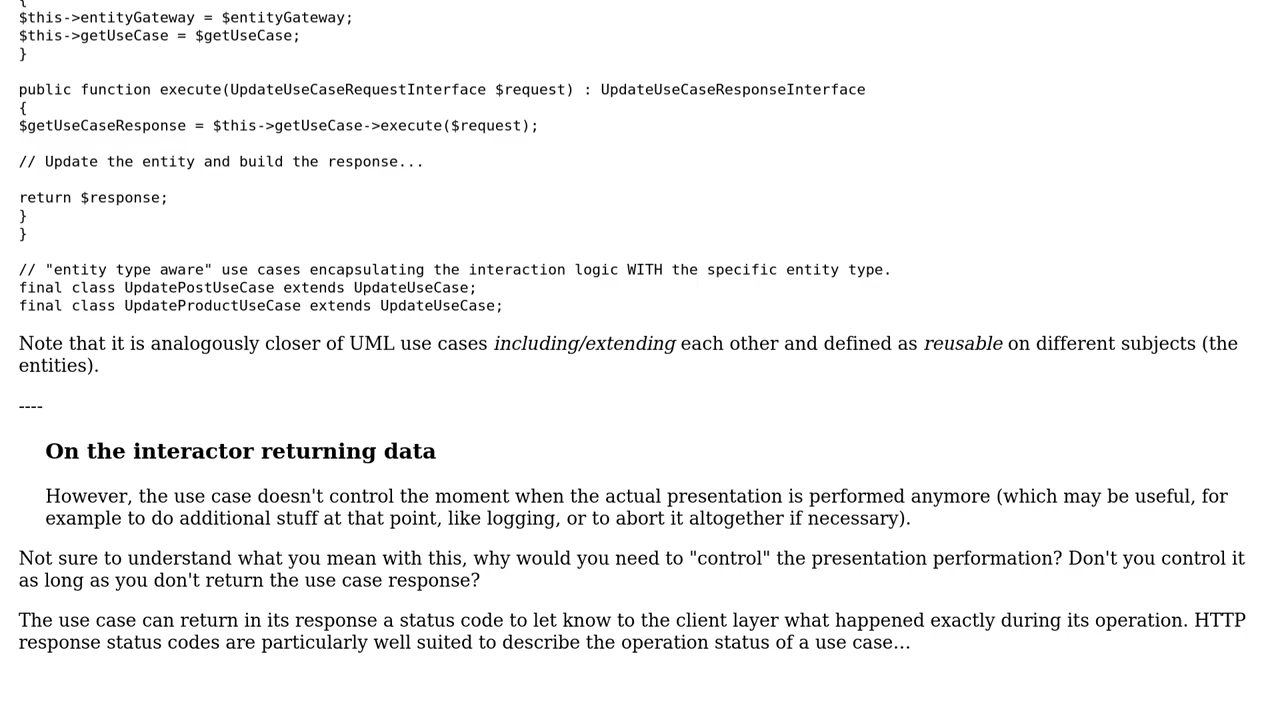 {
$this->entityGateway = $entityGateway;
$this->getUseCase = $getUseCase;
}
public function execute(UpdateUseCaseRequestInterface $request) : UpdateUseCaseResponseInterface
{
$getUseCaseResponse = $this->getUseCase->execute($request);
// Update the entity and build the response...
return $response;
}
}
// "entity type aware" use cases encapsulating the interaction logic WITH the specific entity type.
final class UpdatePostUseCase extends UpdateUseCase;
final class UpdateProductUseCase extends UpdateUseCase;
Note that it is analogously closer of UML use cases including/extending each other and defined as reusable on different subjects (the
entities).
----
On the interactor returning data
However, the use case doesn't control the moment when the actual presentation is performed anymore (which may be useful, for
example to do additional stuff at that point, like logging, or to abort it altogether if necessary).
Not sure to understand what you mean with this, why would you need to "control" the presentation performation? Don't you control it
as long as you don't return the use case response?
The use case can return in its response a status code to let know to the client layer what happened exactly during its operation. HTTP
response status codes are particularly well suited to describe the operation status of a use case…